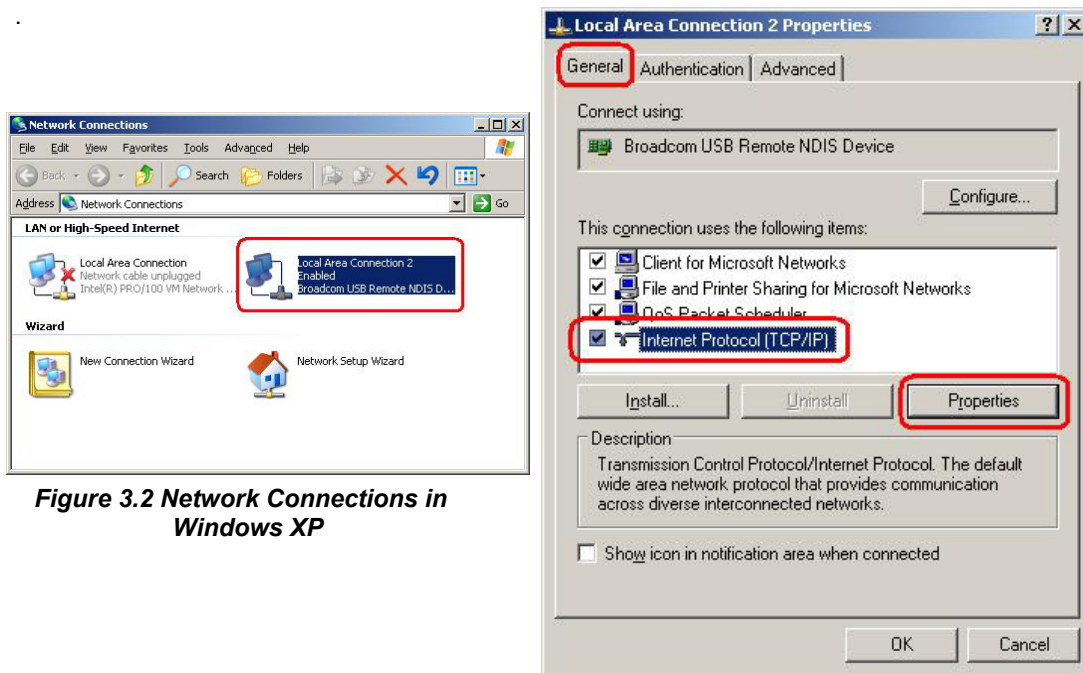 .
Network Connections
File Edit View Favorites Tools Advanced Help
Back Search Folders
Address Network Connections Go
LAN or High-Speed Internet
Local Area Connection
Network cable unplugged
Intel(R) PRO/100 VM Network ...
Local Area Connection 2
Enabled
Broadcom USB Remote NDIS D...
Wizard
New Connection Wizard
Network Setup Wizard
Figure 3.2 Network Connections in
Windows XP
Local Area Connection 2 Properties
General Authentication Advanced
Connect using:
Broadcom USB Remote NDIS Device
Configure...
This connection uses the following items:
Client for Microsoft Networks
File and Printer Sharing for Microsoft Networks
QoS Packet Scheduler
Internet Protocol (TCP/IP)
Install... Uninstall Properties
Description
Transmission Control Protocol/Internet Protocol. The default
wide area network protocol that provides communication
across diverse interconnected networks.
Show icon in notification area when connected
OK Cancel